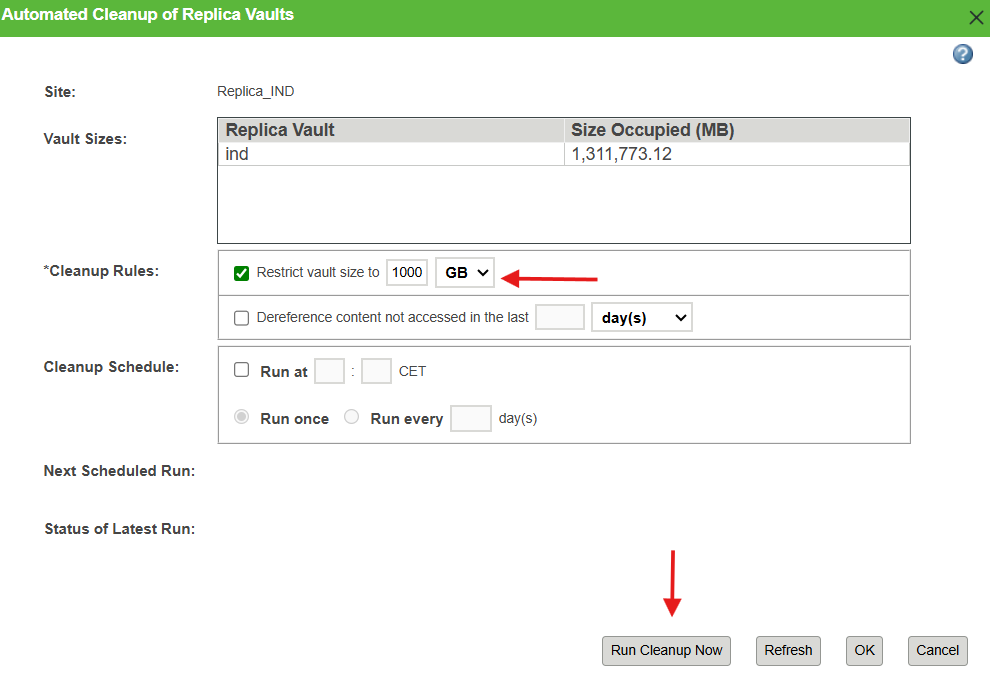 Automated Cleanup of Replica Vaults
?
Site: Replica_IND
Vault Sizes:
Replica Vault Size Occupied (MB)
ind 1,311,773.12
*Cleanup Rules:
Restrict vault size to 1000 GB
Dereference content not accessed in the last day(s)
Cleanup Schedule:
Run at : CET
Run once Run every day(s)
Next Scheduled Run:
Status of Latest Run:
Run Cleanup Now Refresh OK Cancel